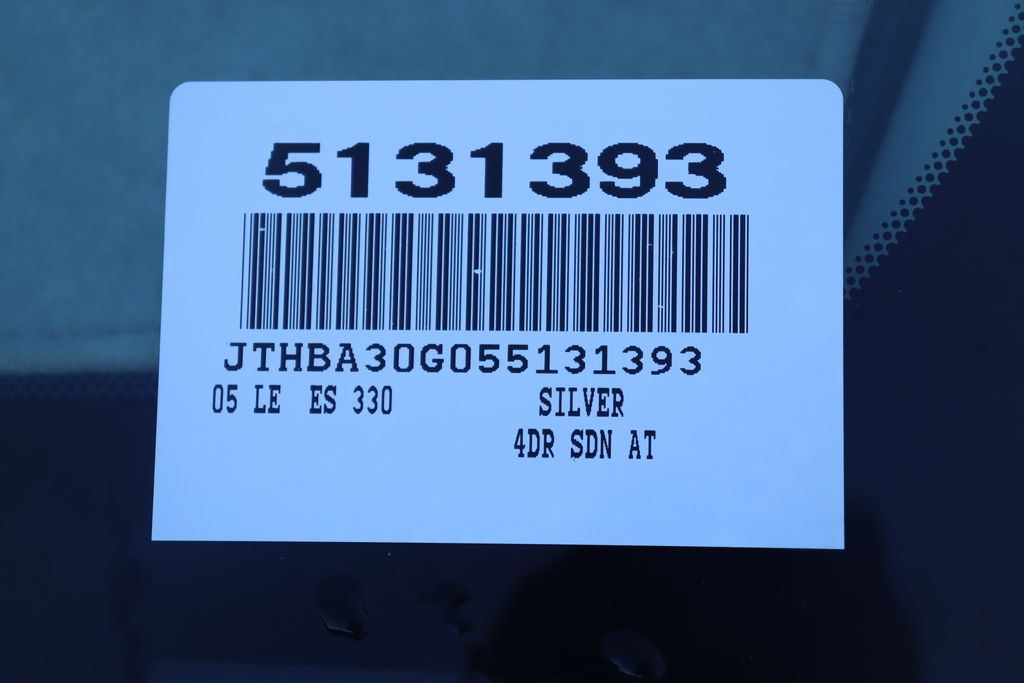 5131393
JTHBA30G055131393
05 LE ES 330 SILVER
4DR SDN AT